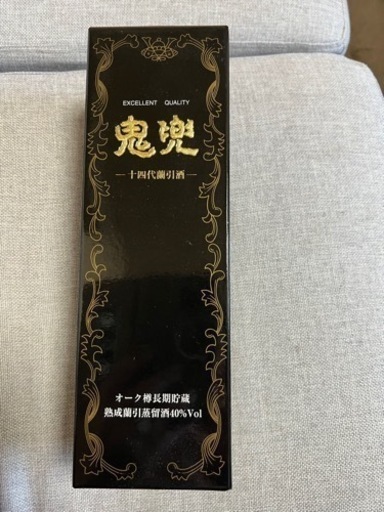 EXCELLENT QUALITY
鬼兜
―十四代蘭引酒―
オーク樽長期貯蔵
熟成蘭引蒸留酒40%Vol